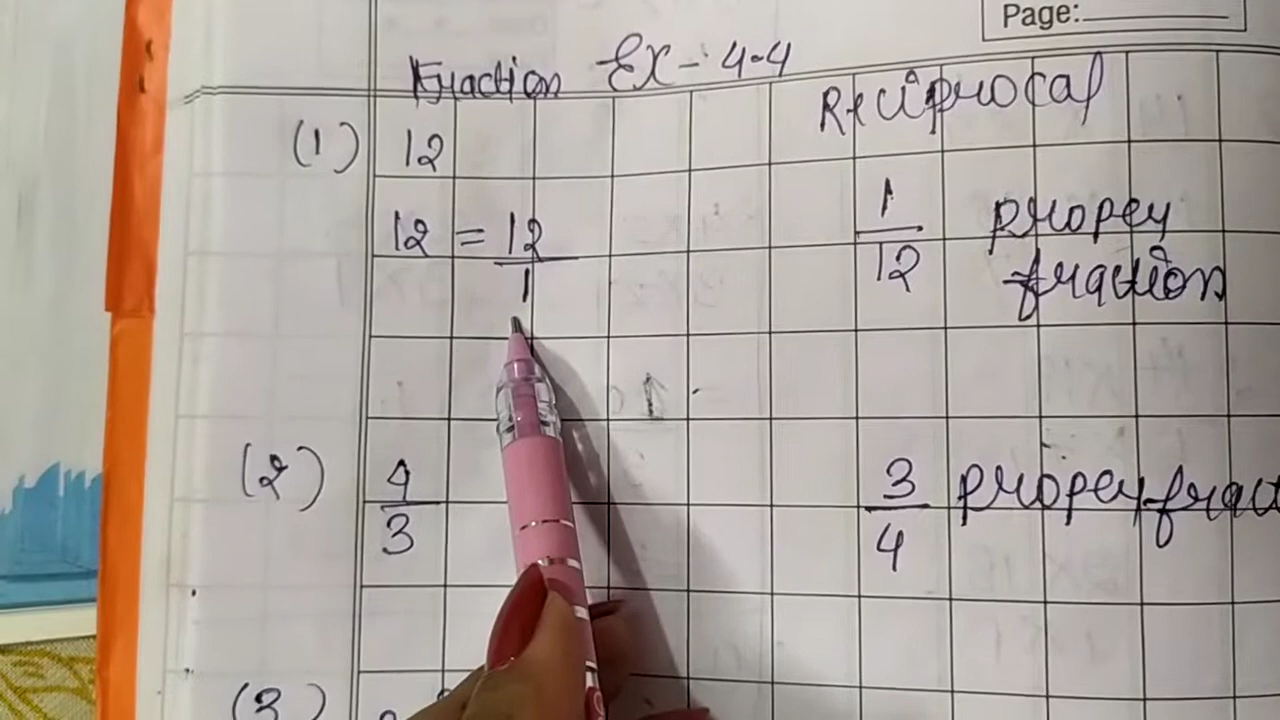 Page:
Fraction Ex - 4.4
Reciprocal
(1) 12
12 = 12/1 1/12 proper fraction
(2) 4/3 3/4 proper fract
(3)